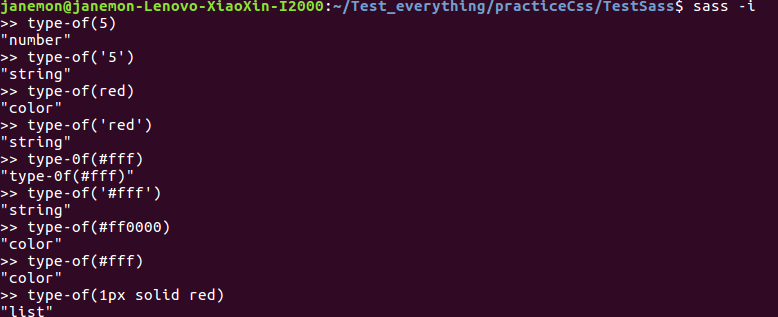 janemon@janemon-Lenovo-XiaoXin-I2000:~/Test_everything/practiceCss/TestSass$ sass -i
>> type-of(5)
"number"
>> type-of('5')
"string"
>> type-of(red)
"color"
>> type-of('red')
"string"
>> type-0f(#fff)
"type-0f(#fff)"
>> type-of('#fff')
"string"
>> type-of(#ff0000)
"color"
>> type-of(#fff)
"color"
>> type-of(1px solid red)
"list"